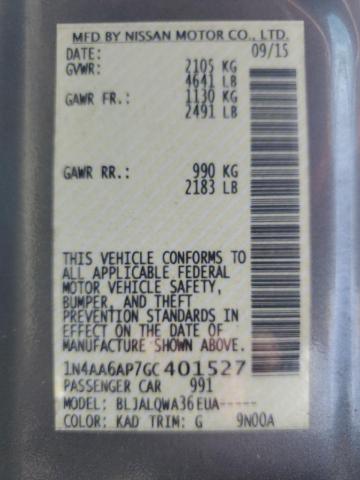 MFD BY NISSAN MOTOR CO., LTD.
DATE: 09/15
GVWR: 2105 KG
4641 LB
GAWR FR.: 1130 KG
2491 LB
GAWR RR.: 990 KG
2183 LB
THIS VEHICLE CONFORMS TO
ALL APPLICABLE FEDERAL
MOTOR VEHICLE SAFETY,
BUMPER, AND THEFT
PREVENTION STANDARDS IN
EFFECT ON THE DATE OF
MANUFACTURE SHOWN ABOVE.
1N4AA6AP7GC401527
PASSENGER CAR 991
MODEL: BLJALQWA36EUA-----
COLOR: KAD TRIM: G 9N00A